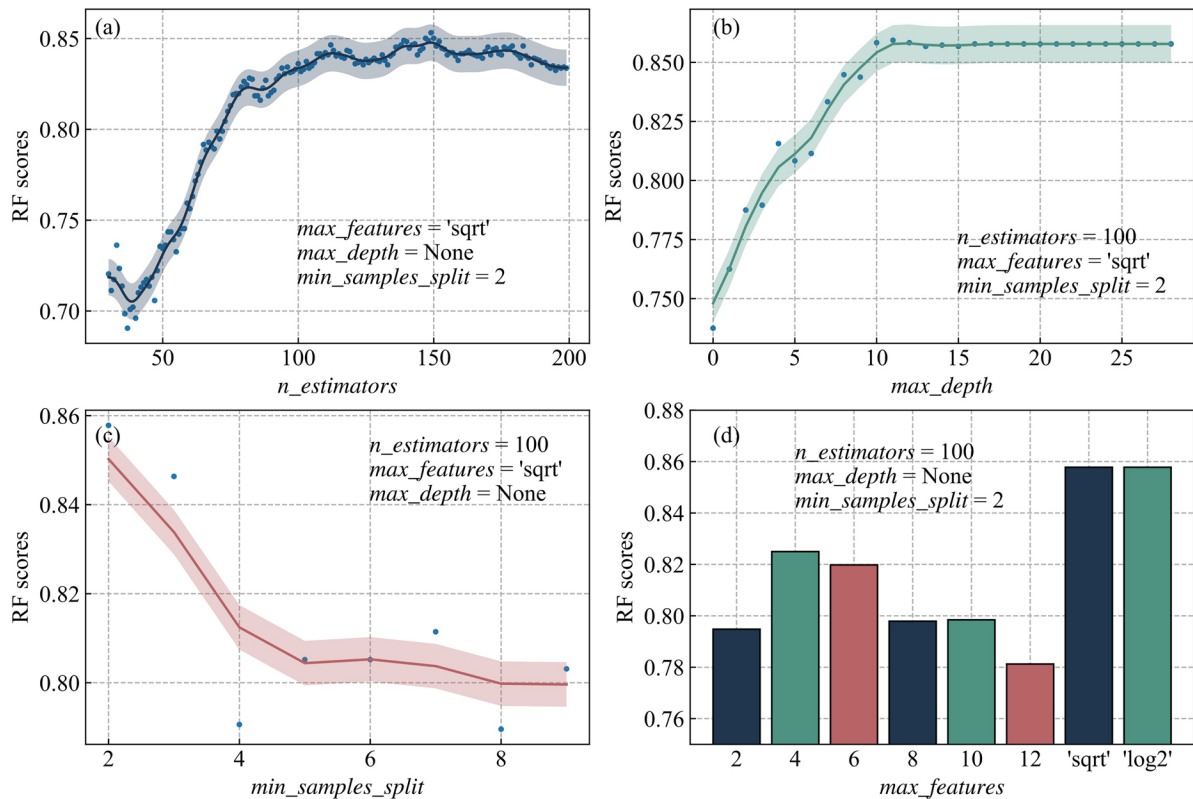 (a)
RF scores
0.85
0.80
0.75
0.70
max_features = 'sqrt'
max_depth = None
min_samples_split = 2
50
100
150
200
n_estimators
(b)
RF scores
0.850
0.825
0.800
0.775
0.750
n_estimators = 100
max_features = 'sqrt'
min_samples_split = 2
0
5
10
15
20
25
max_depth
(c)
RF scores
0.86
0.84
0.82
0.80
n_estimators = 100
max_features = 'sqrt'
max_depth = None
2
4
6
8
min_samples_split
(d)
RF scores
0.88
0.86
0.84
0.82
0.80
0.78
0.76
n_estimators = 100
max_depth = None
min_samples_split = 2
2
4
6
8
10
12
'sqrt'
'log2'
max_features